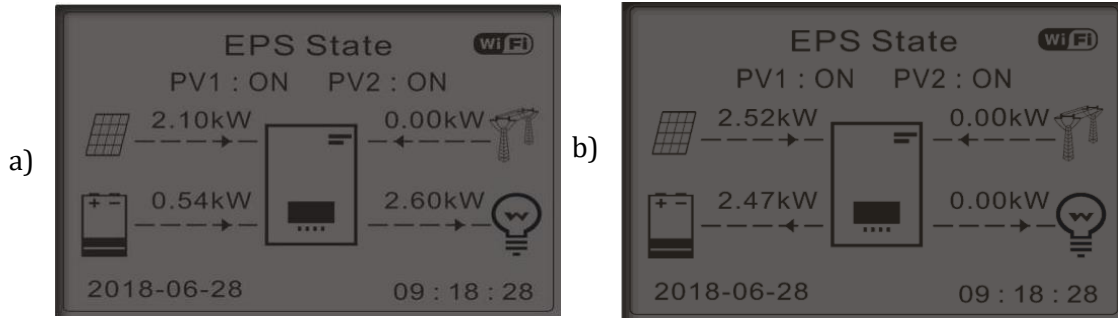 a)
EPS State WiFi
PV1 : ON PV2 : ON
2.10kW 0.00kW
0.54kW 2.60kW
2018-06-28 09 : 18 : 28
b)
EPS State WiFi
PV1 : ON PV2 : ON
2.52kW 0.00kW
2.47kW 0.00kW
2018-06-28 09 : 18 : 28